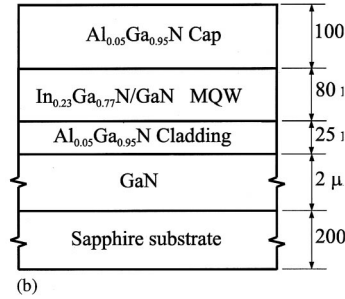 Al₀.₀₅Ga₀.₉₅N Cap 100
In₀.₂₃Ga₀.₇₇N/GaN MQW 80
Al₀.₀₅Ga₀.₉₅N Cladding 25
GaN 2 μ
Sapphire substrate 200
(b)